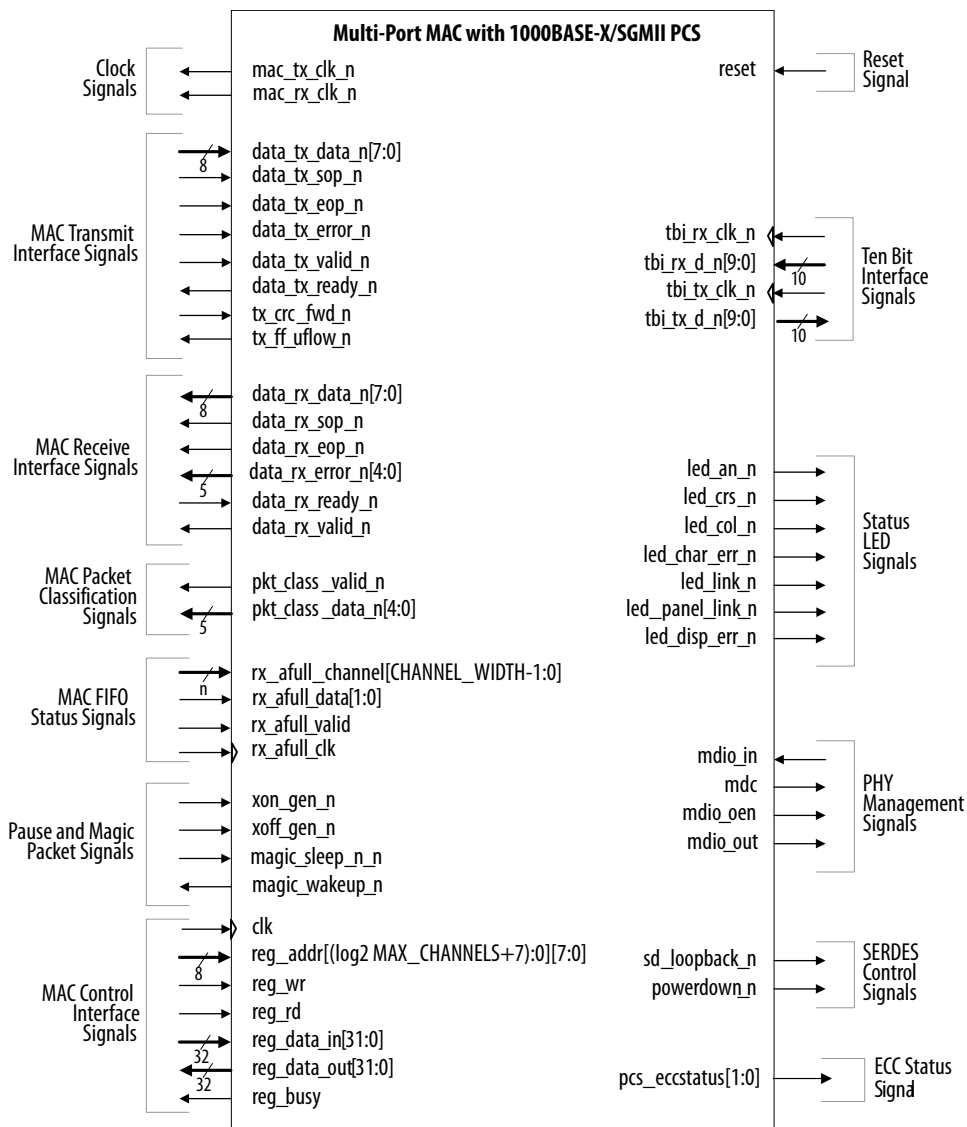 Multi-Port MAC with 1000BASE-X/SGMII PCS
Clock
Signals
mac_tx_clk_n
mac_rx_clk_n
MAC Transmit
Interface Signals
8
data_tx_data_n[7:0]
data_tx_sop_n
data_tx_eop_n
data_tx_error_n
data_tx_valid_n
data_tx_ready_n
tx_crc_fwd_n
tx_ff_uflow_n
MAC Receive
Interface Signals
8
data_rx_data_n[7:0]
data_rx_sop_n
data_rx_eop_n
5
data_rx_error_n[4:0]
data_rx_ready_n
data_rx_valid_n
MAC Packet
Classification
Signals
pkt_class_valid_n
5
pkt_class_data_n[4:0]
MAC FIFO
Status Signals
n
rx_afull_channel[CHANNEL_WIDTH-1:0]
rx_afull_data[1:0]
rx_afull_valid
rx_afull_clk
Pause and Magic
Packet Signals
xon_gen_n
xoff_gen_n
magic_sleep_n_n
magic_wakeup_n
MAC Control
Interface
Signals
clk
8
reg_addr[(log2 MAX_CHANNELS+7):0][7:0]
reg_wr
reg_rd
32
reg_data_in[31:0]
32
reg_data_out[31:0]
reg_busy
reset
Reset
Signal
tbi_rx_clk_n
tbi_rx_d_n[9:0]
10
tbi_tx_clk_n
tbi_tx_d_n[9:0]
10
Ten Bit
Interface
Signals
led_an_n
led_crs_n
led_col_n
led_char_err_n
led_link_n
led_panel_link_n
led_disp_err_n
Status
LED
Signals
mdio_in
mdc
mdio_oen
mdio_out
PHY
Management
Signals
sd_loopback_n
powerdown_n
SERDES
Control
Signals
pcs_eccstatus[1:0]
ECC Status
Signal